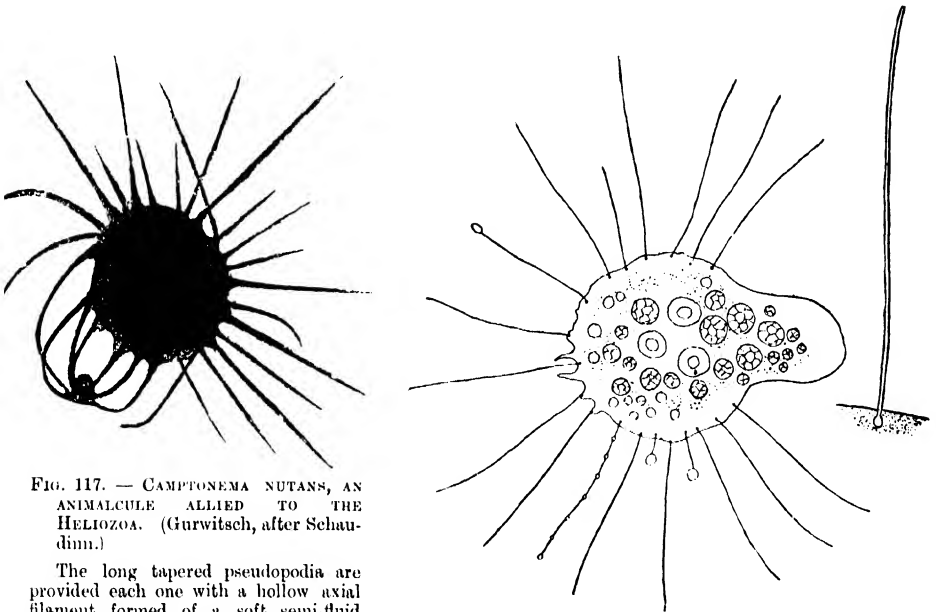 FIG. 117. — CAMPTONEMA NUTANS, AN
ANIMALCULE ALLIED TO THE
HELIOZOA. (Gurwitsch, after Schau-
dinn.)
The long tapered pseudopodia are
provided each one with a hollow axial
filament formed of a soft semi-fluid